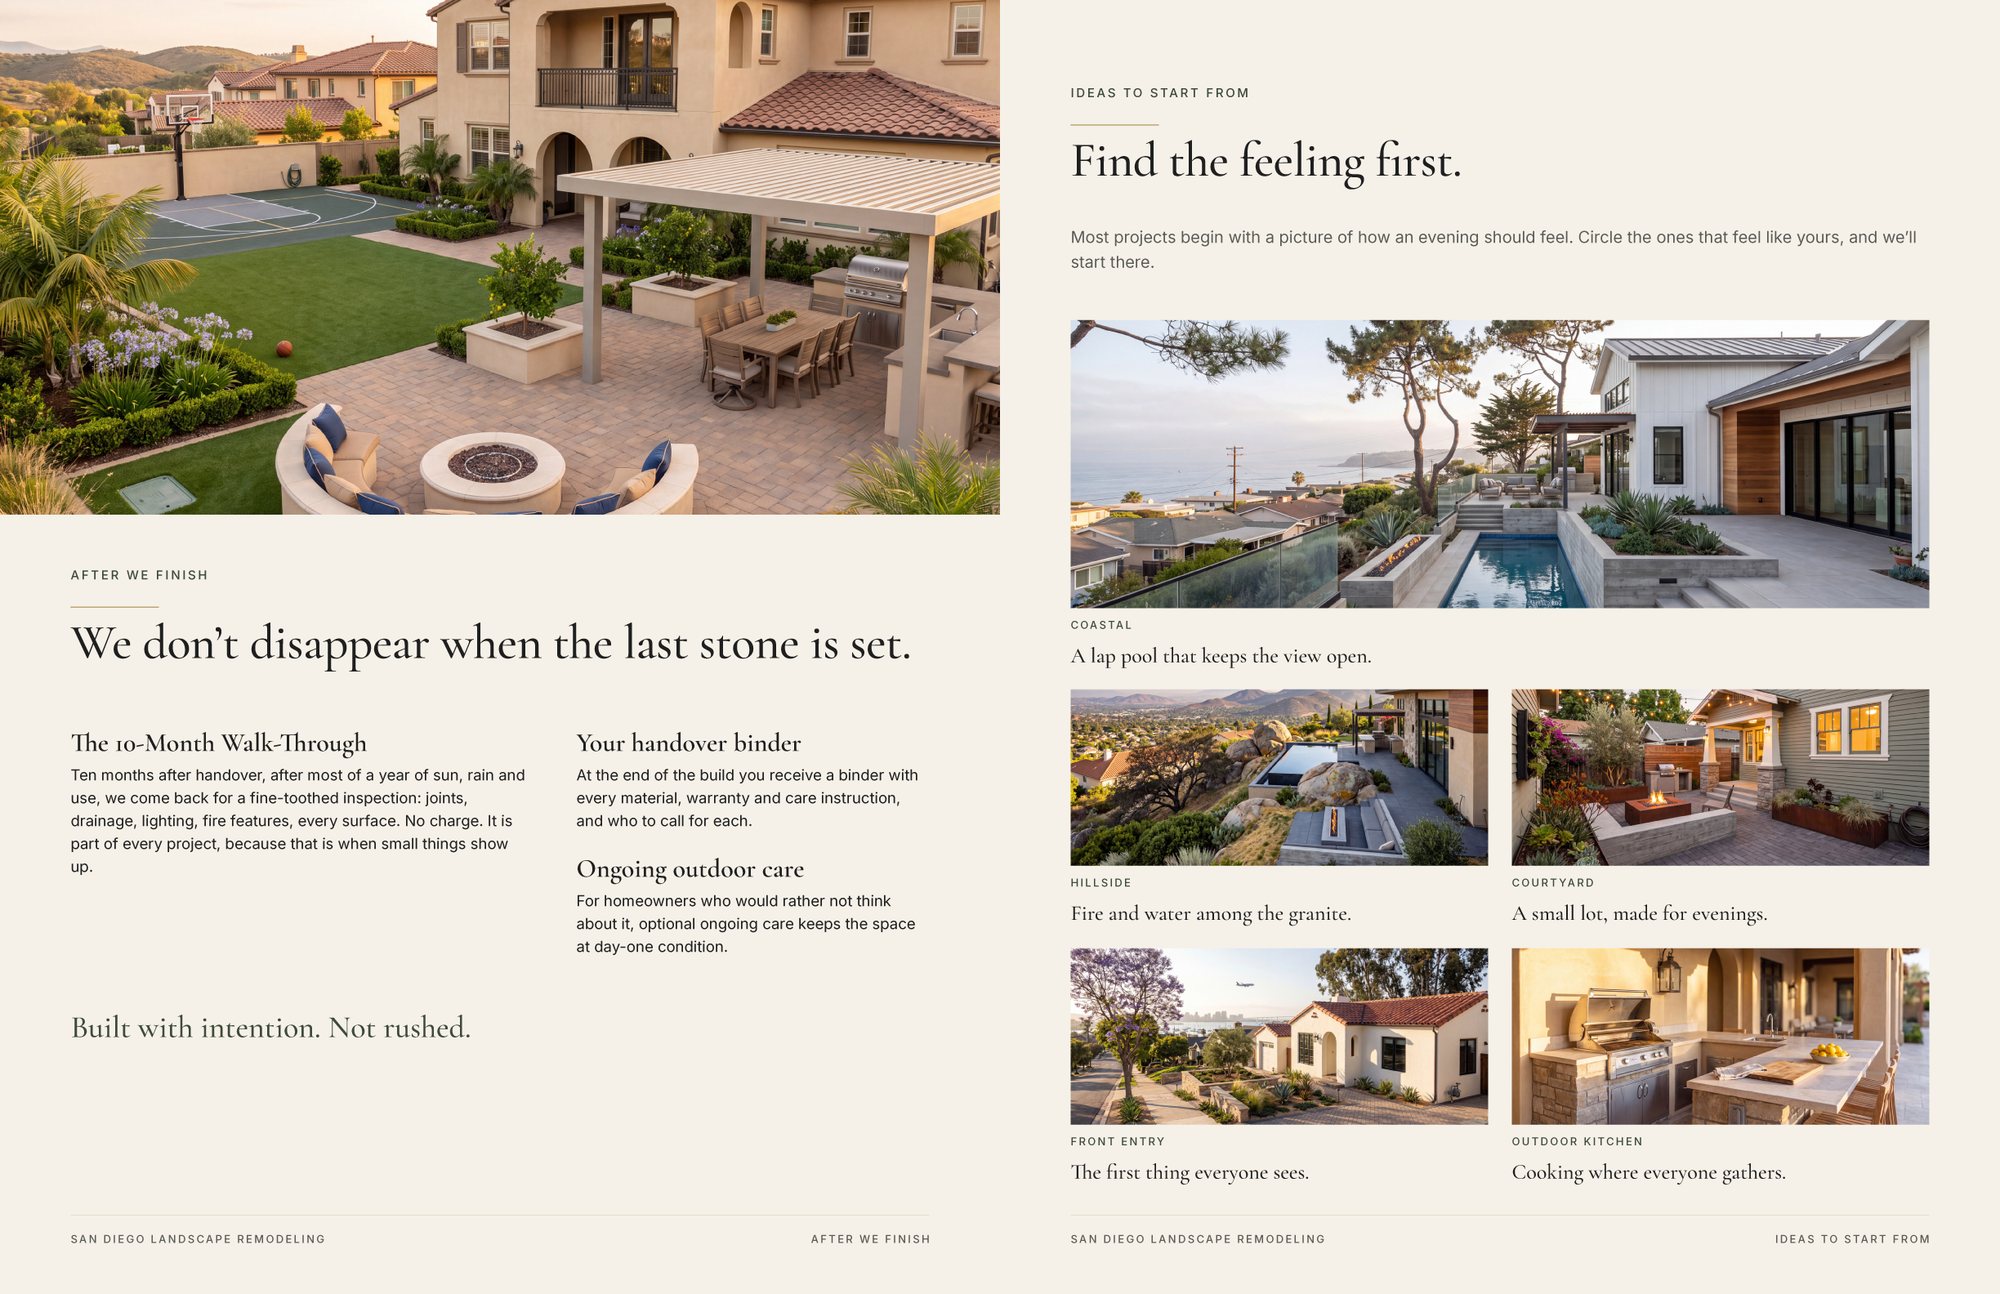 AFTER WE FINISH
We don’t disappear when the last stone is set.
The 10-Month Walk-Through
Ten months after handover, after most of a year of sun, rain and
use, we come back for a fine-toothed inspection: joints,
drainage, lighting, fire features, every surface. No charge. It is
part of every project, because that is when small things show
up.
Your handover binder
At the end of the build you receive a binder with
every material, warranty and care instruction,
and who to call for each.
Ongoing outdoor care
For homeowners who would rather not think
about it, optional ongoing care keeps the space
at day-one condition.
Built with intention. Not rushed.
SAN DIEGO LANDSCAPE REMODELING
AFTER WE FINISH
IDEAS TO START FROM
Find the feeling first.
Most projects begin with a picture of how an evening should feel. Circle the ones that feel like yours, and we’ll
start there.
COASTAL
A lap pool that keeps the view open.
HILLSIDE
Fire and water among the granite.
COURTYARD
A small lot, made for evenings.
FRONT ENTRY
The first thing everyone sees.
OUTDOOR KITCHEN
Cooking where everyone gathers.
SAN DIEGO LANDSCAPE REMODELING
IDEAS TO START FROM